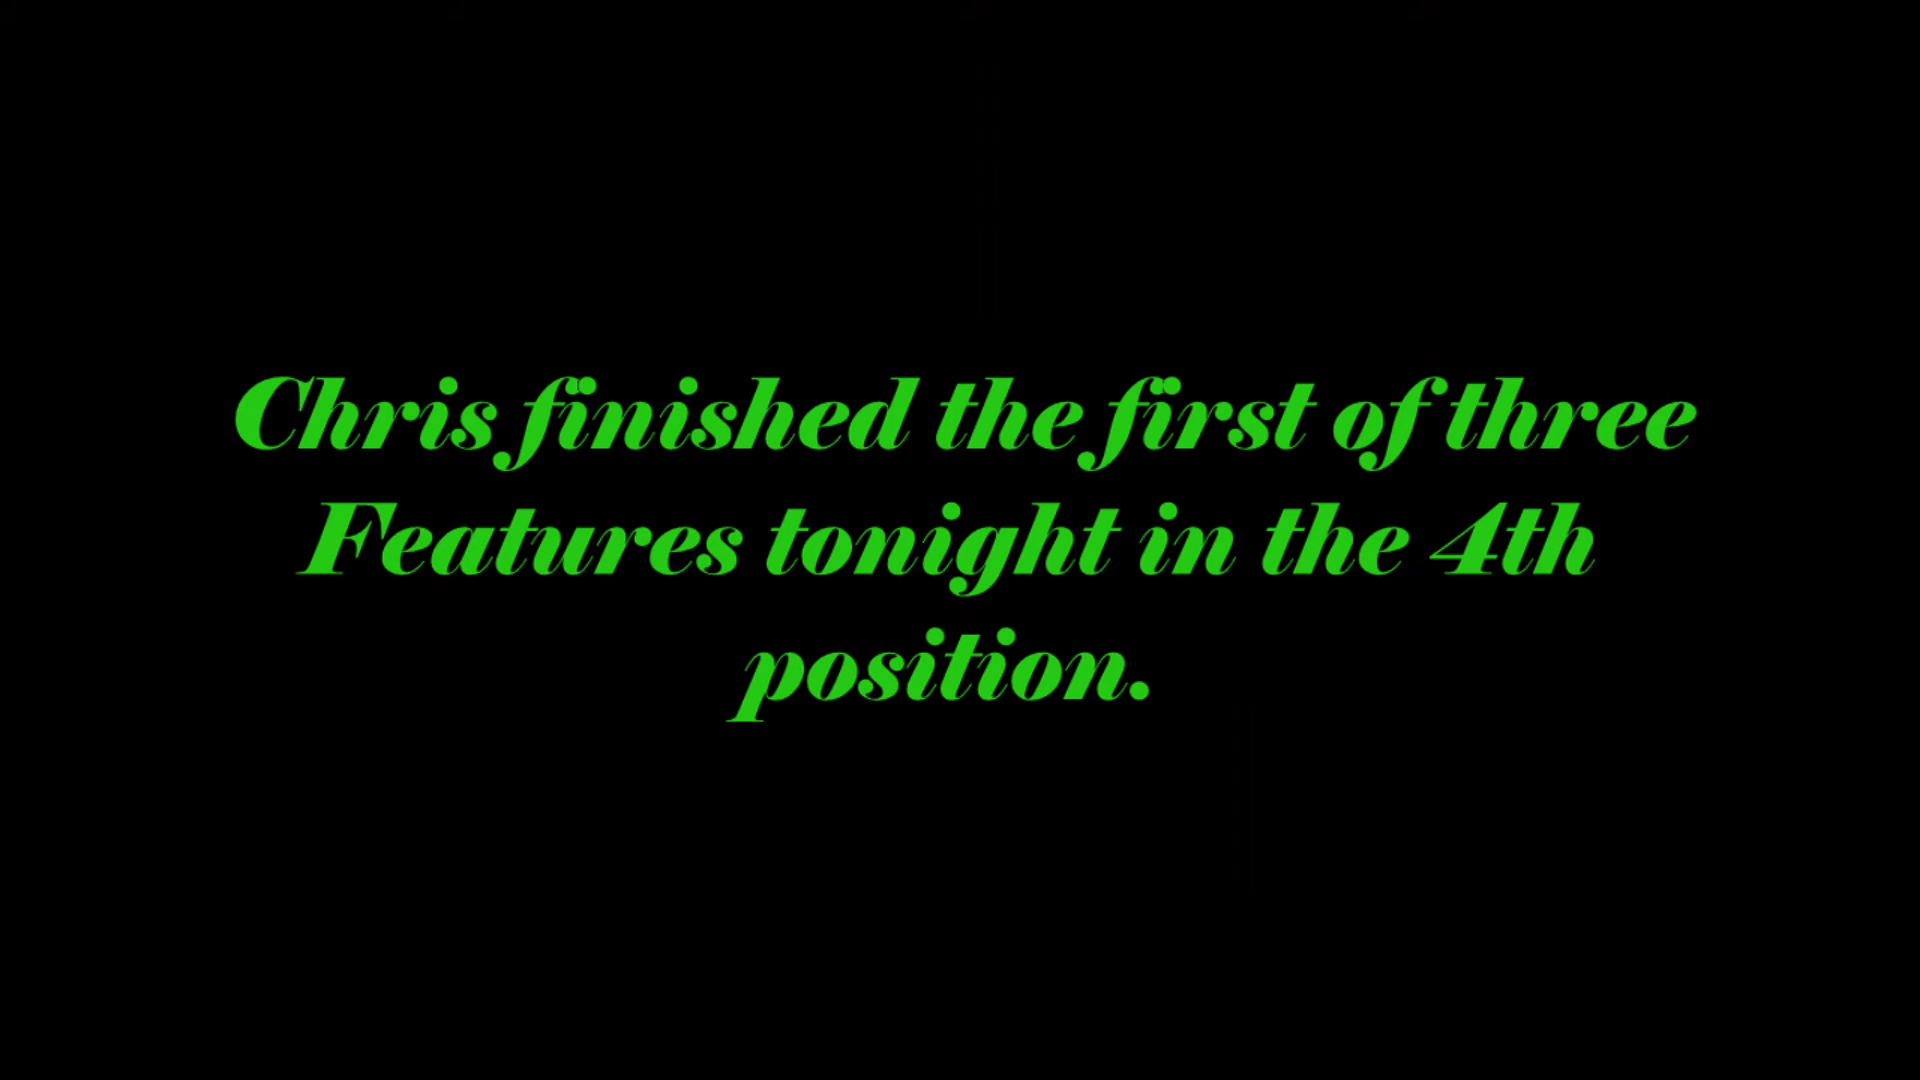 Chris finished the first of three
Features tonight in the 4th
position.